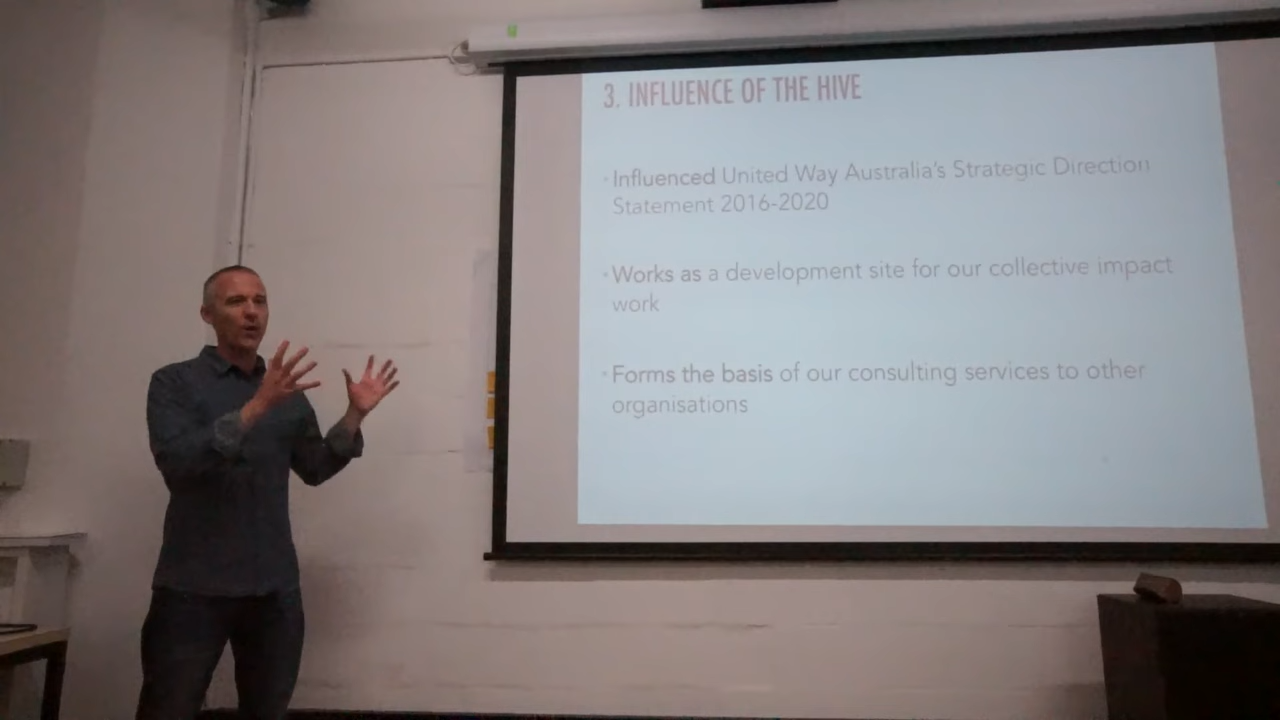 3. INFLUENCE OF THE HIVE
Influenced United Way Australia's Strategic Direction
Statement 2016-2020
Works as a development site for our collective impact
work
Forms the basis of our consulting services to other
organisations